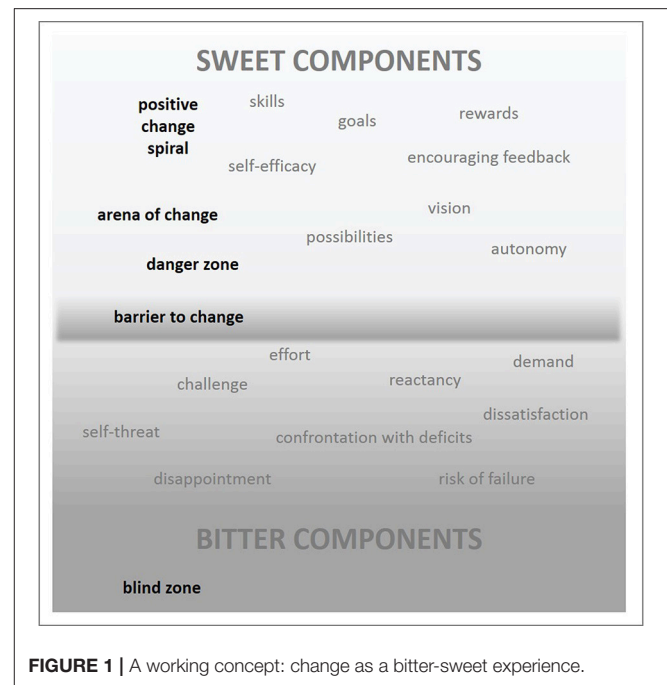 SWEET COMPONENTS
positive
change
spiral
skills
goals
rewards
self-efficacy
encouraging feedback
arena of change
vision
possibilities
autonomy
danger zone
barrier to change
effort
demand
challenge
reactancy
dissatisfaction
self-threat
confrontation with deficits
disappointment
risk of failure
BITTER COMPONENTS
blind zone
FIGURE 1 | A working concept: change as a bitter-sweet experience.